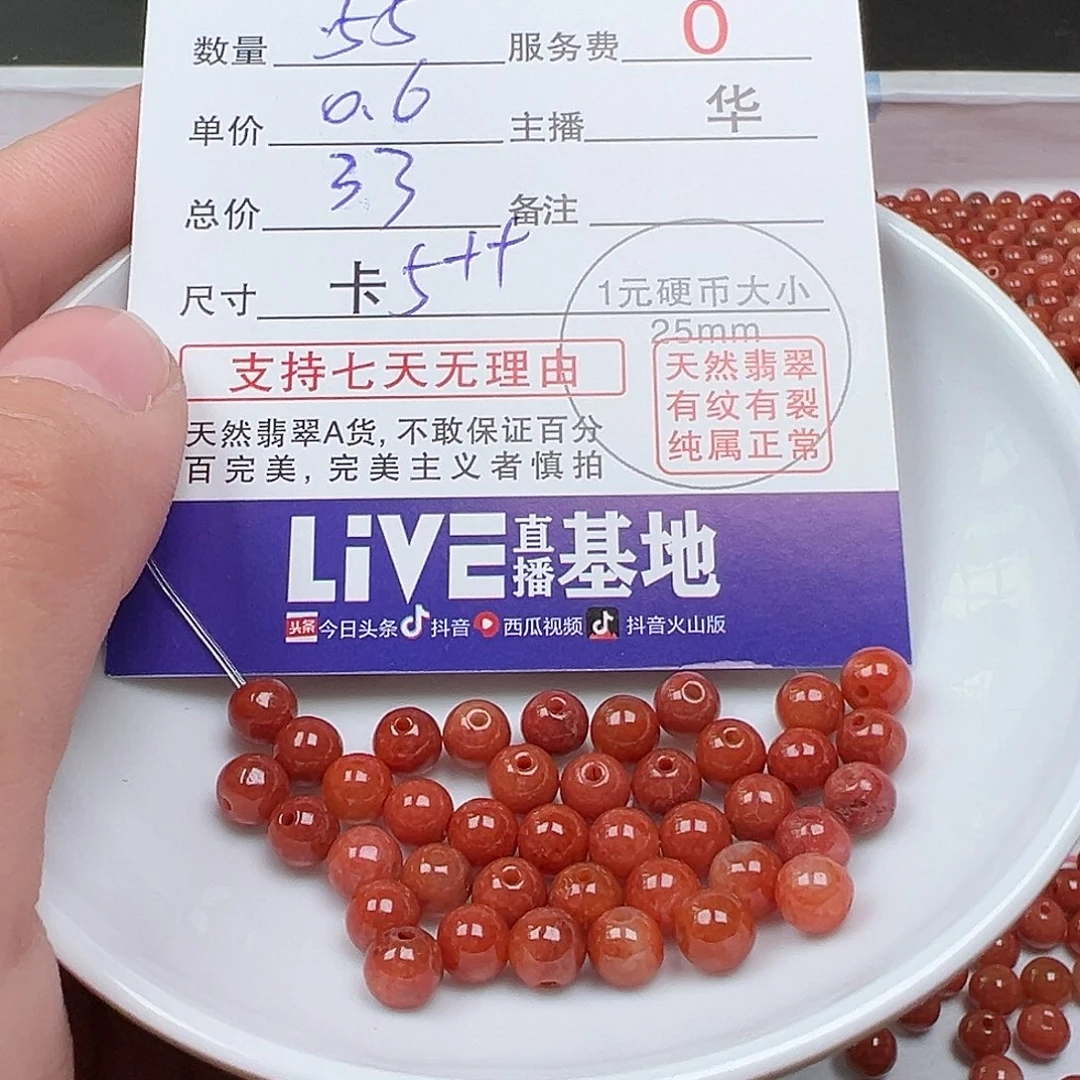 数量 55 服务费 0
单价 0.6 主播 华
总价 33 备注
尺寸 卡5++
1元硬币大小
25mm
支持七天无理由
天然翡翠
有纹有裂
纯属正常
天然翡翠A货,不敢保证百分
百完美,完美主义者慎拍
LiVE直播基地
头条 今日头条 抖音 西瓜视频 抖音火山版